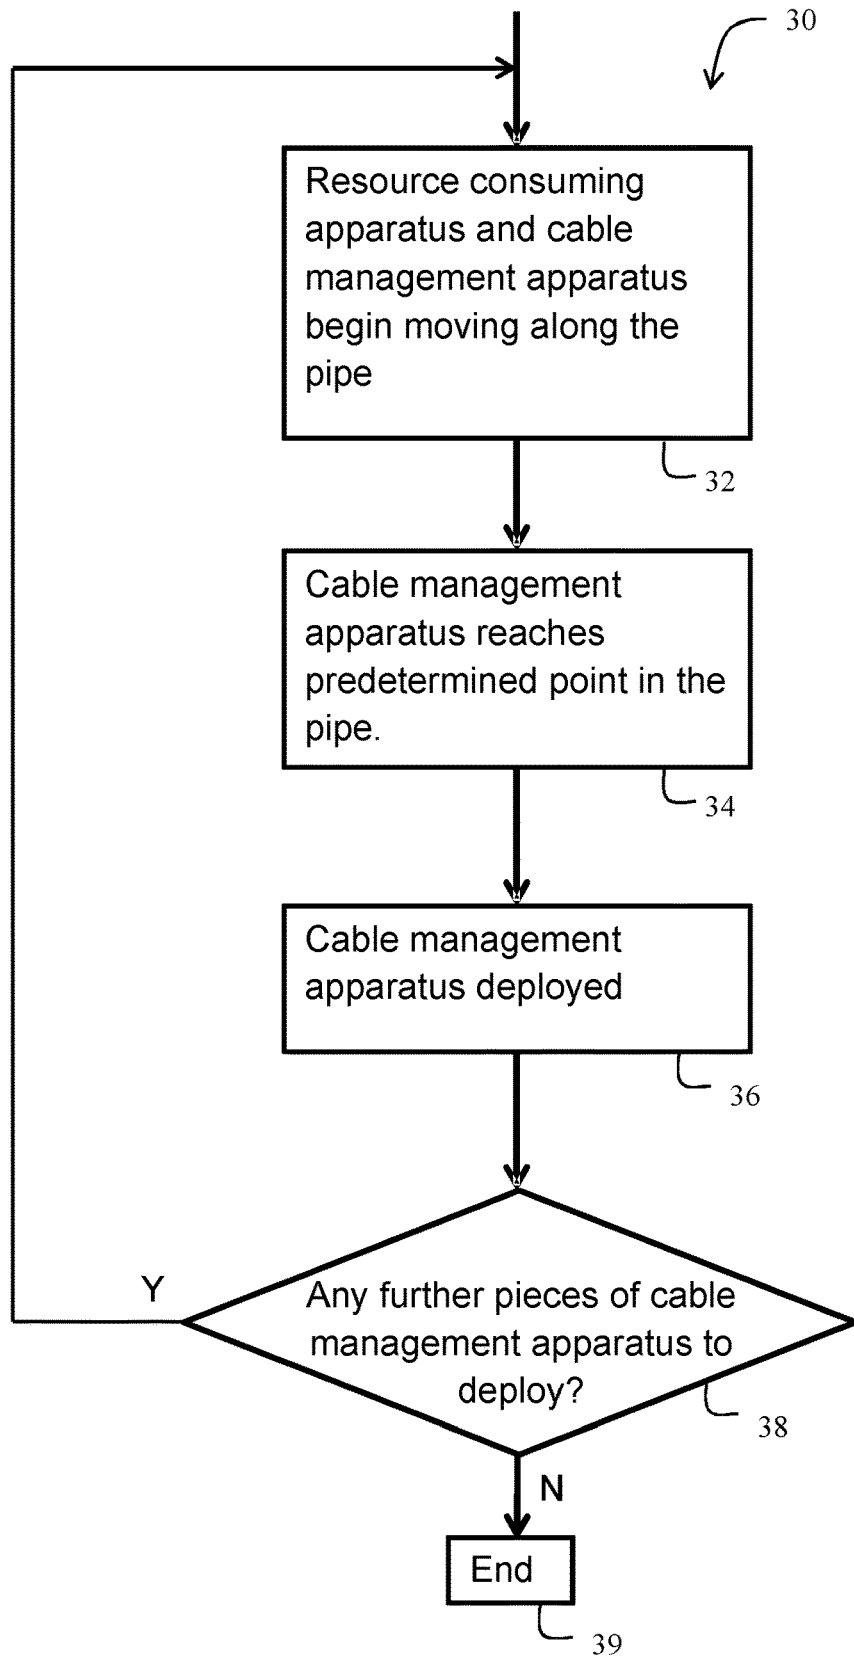 30
Resource consuming
apparatus and cable
management apparatus
begin moving along the
pipe
32
Cable management
apparatus reaches
predetermined point in the
pipe.
34
Cable management
apparatus deployed
36
Y
Any further pieces of cable
management apparatus to
deploy?
38
N
End
39